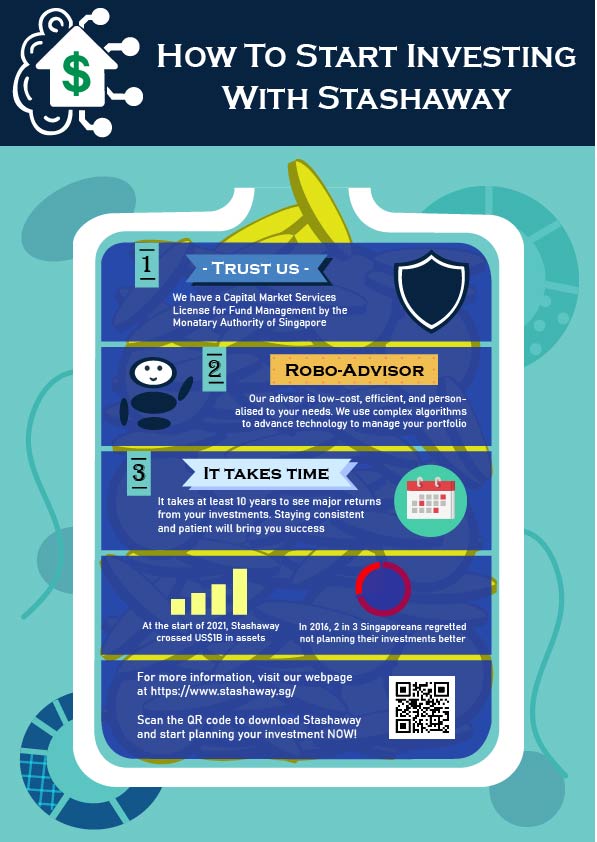 $
How To Start Investing
With Stashaway
1
- Trust us -
We have a Capital Market Services
License for Fund Management by the
Monatary Authority of Singapore
2
Robo-Advisor
Our adivsor is low-cost, efficient, and person-
alised to your needs. We use complex algorithms
to advance technology to manage your portfolio
3
It takes time
It takes at least 10 years to see major returns
from your investments. Staying consistent
and patient will bring you success
At the start of 2021, Stashaway
crossed US$1B in assets
In 2016, 2 in 3 Singaporeans regretted
not planning their investments better
For more information, visit our webpage
at https://www.stashaway.sg/
Scan the QR code to download Stashaway
and start planning your investment NOW!